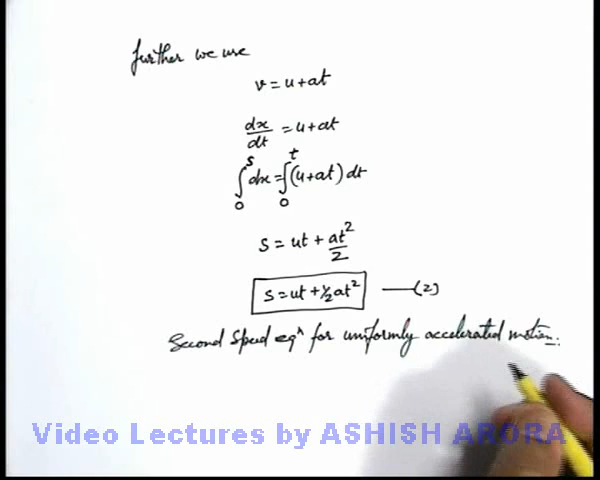 further we use
v = u + at
dx/dt = u + at
∫₀ˢ dx = ∫₀ᵗ (u + at) dt
s = ut + at²/2
s = ut + ½at² —(2)
Second Speed eqⁿ for uniformly accelerated motion.
Video Lectures by ASHISH ARORA